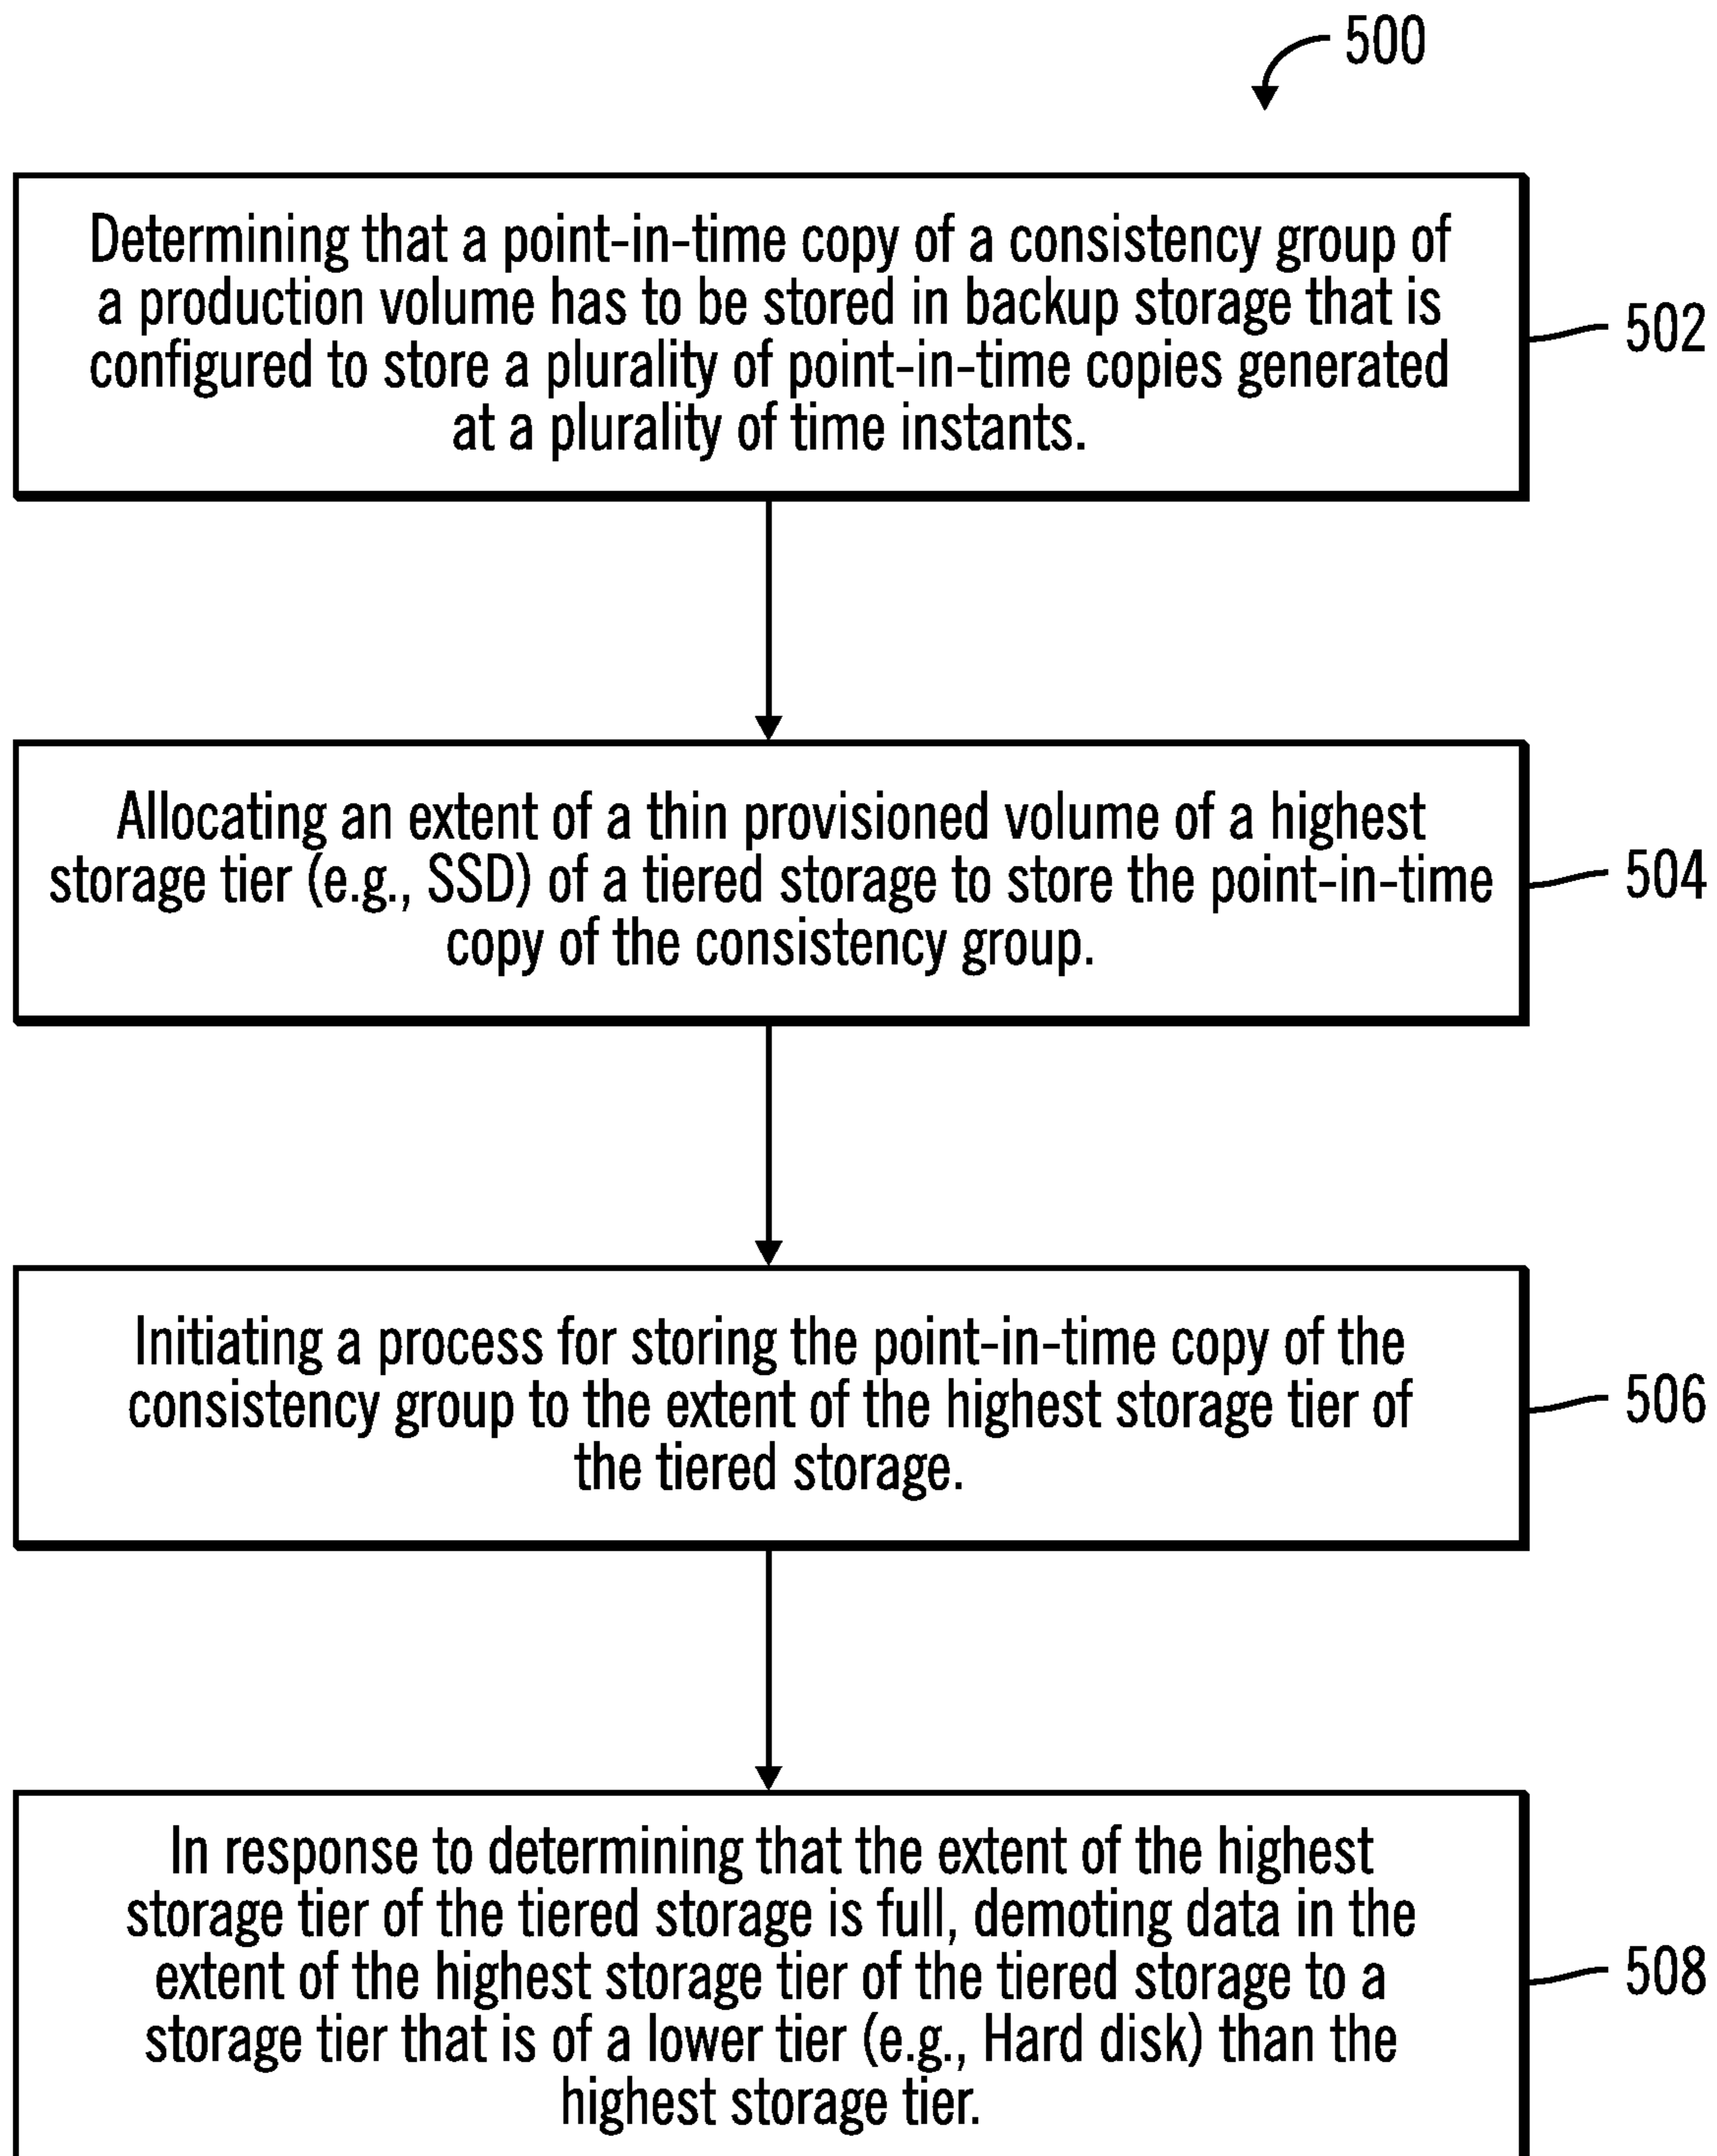 500
Determining that a point-in-time copy of a consistency group of
a production volume has to be stored in backup storage that is
configured to store a plurality of point-in-time copies generated
at a plurality of time instants.
502
Allocating an extent of a thin provisioned volume of a highest
storage tier (e.g., SSD) of a tiered storage to store the point-in-time
copy of the consistency group.
504
Initiating a process for storing the point-in-time copy of the
consistency group to the extent of the highest storage tier of
the tiered storage.
506
In response to determining that the extent of the highest
storage tier of the tiered storage is full, demoting data in the
extent of the highest storage tier of the tiered storage to a
storage tier that is of a lower tier (e.g., Hard disk) than the
highest storage tier.
508